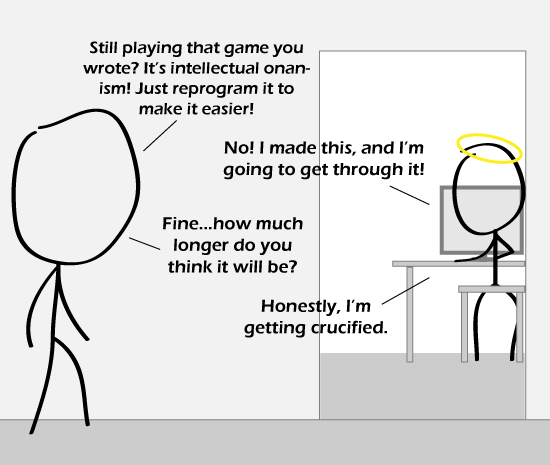 Still playing that game you
wrote? It's intellectual onan-
ism! Just reprogram it to
make it easier!
No! I made this, and I'm
going to get through it!
Fine...how much
longer do you
think it will be?
Honestly, I'm
getting crucified.